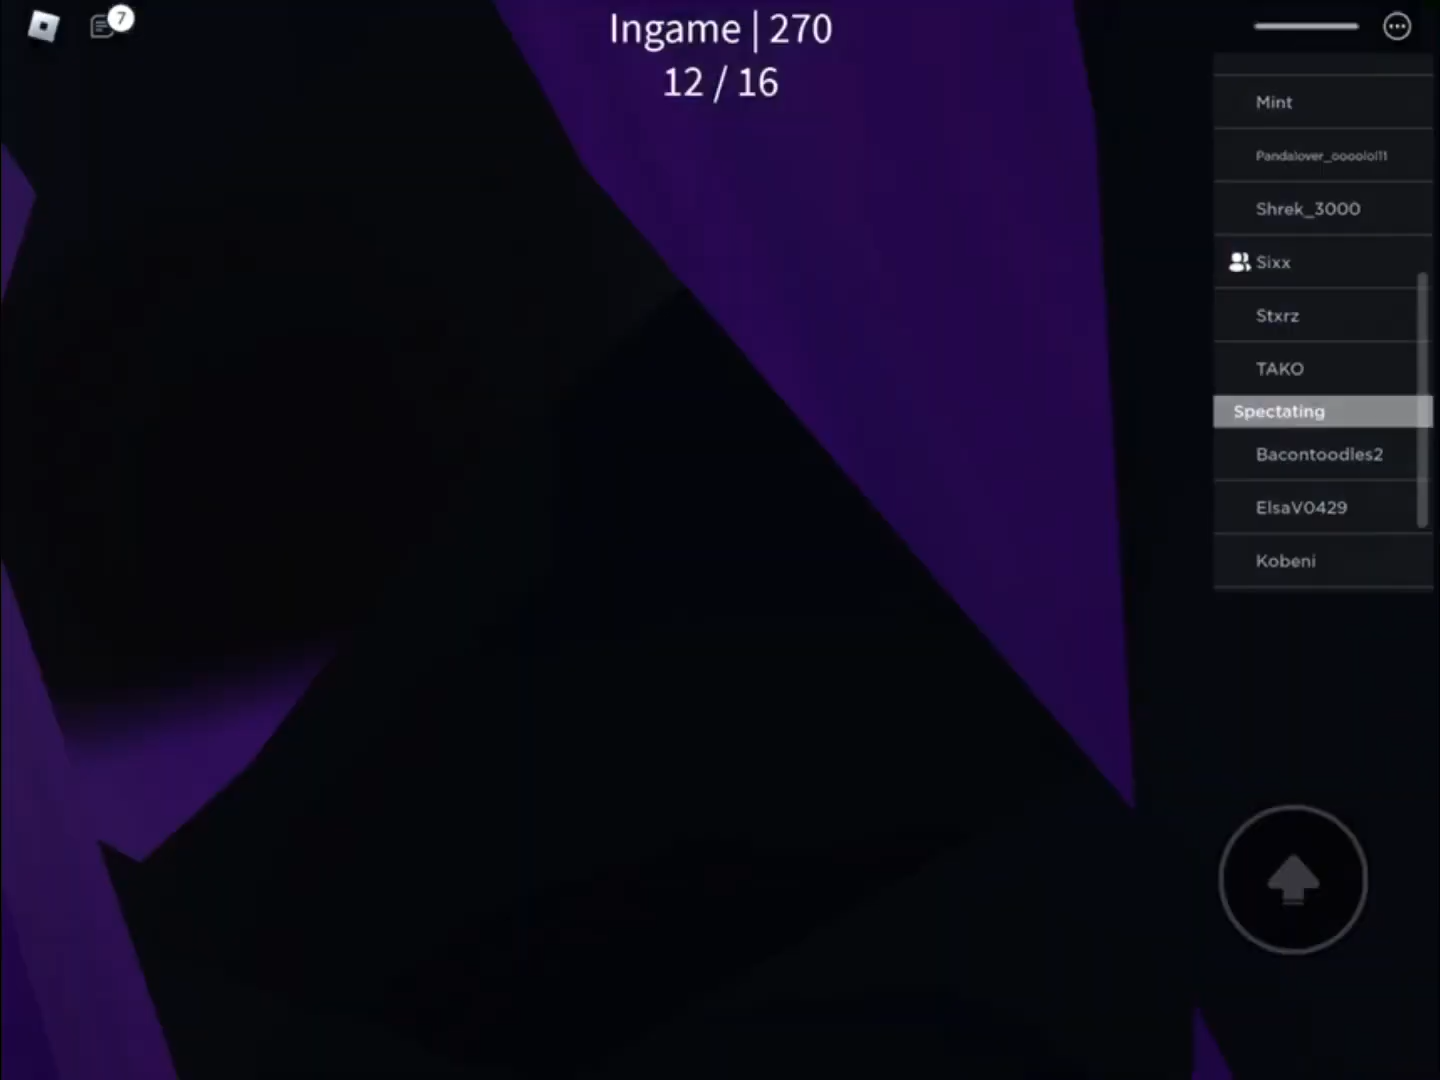 7
Ingame | 270
12 / 16
Mint
Pandalover_oooolol11
Shrek_3000
Sixx
Stxrz
TAKO
Spectating
Bacontoodles2
ElsaV0429
Kobeni